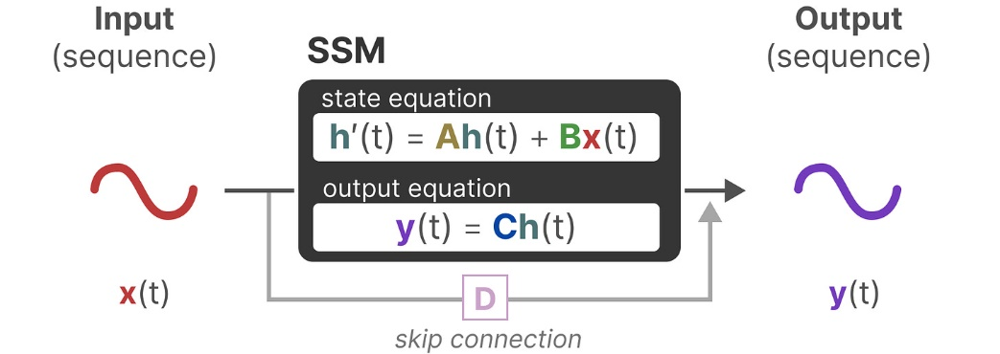 Input
(sequence)
Output
(sequence)
SSM
state equation
h′(t) = Ah(t) + Bx(t)
output equation
y(t) = Ch(t)
x(t)
y(t)
D
skip connection